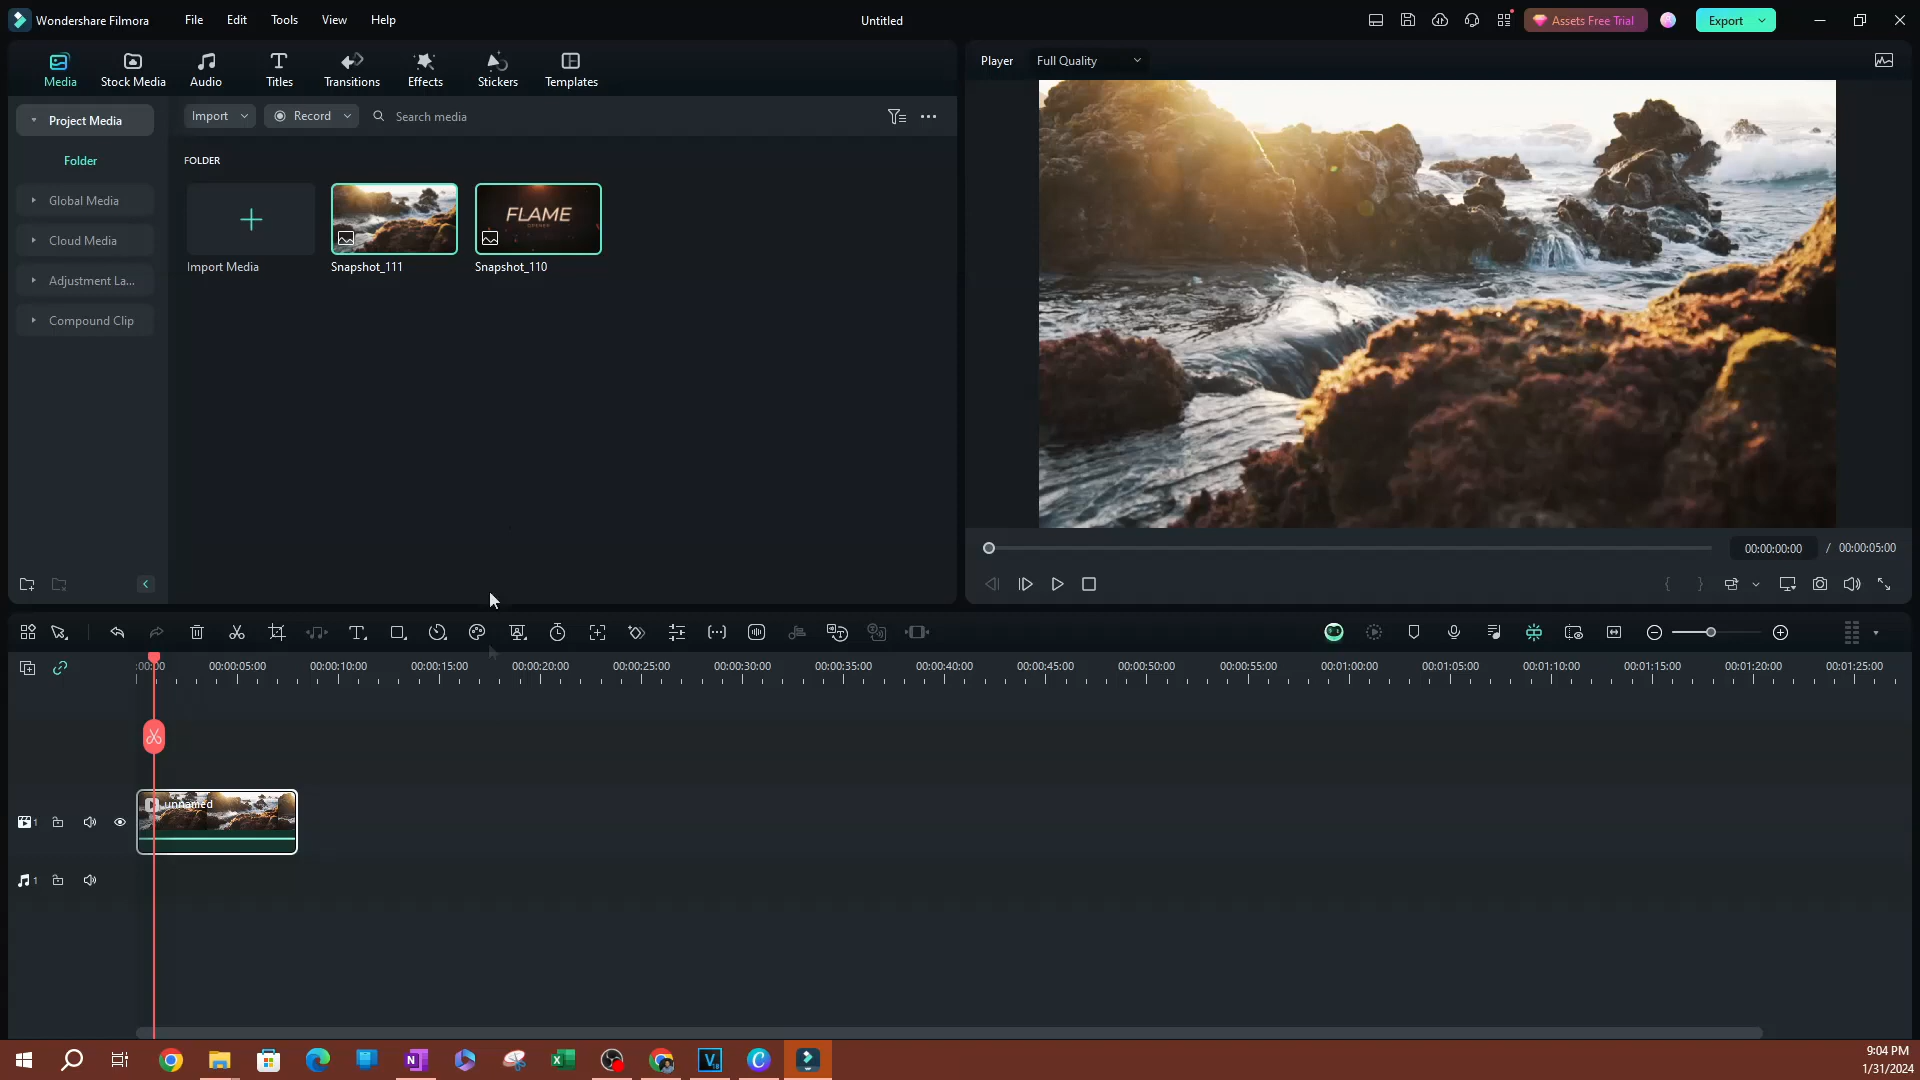 Wondershare Filmora File Edit Tools View Help Untitled Assets Free Trial Export
Media Stock Media Audio Titles Transitions Effects Stickers Templates
Player Full Quality
Project Media
Import Record Search media
Folder
FOLDER
Global Media
Cloud Media
Adjustment La...
Compound Clip
FLAME
OPENER
Import Media Snapshot_111 Snapshot_110
00:00:00:00 / 00:00:05:00
:00:00 00:00:05:00 00:00:10:00 00:00:15:00 00:00:20:00 00:00:25:00 00:00:30:00 00:00:35:00 00:00:40:00 00:00:45:00 00:00:50:00 00:00:55:00 00:01:00:00 00:01:05:00 00:01:10:00 00:01:15:00 00:01:20:00 00:01:25:00
unnamed
1
1
9:04 PM
1/31/2024